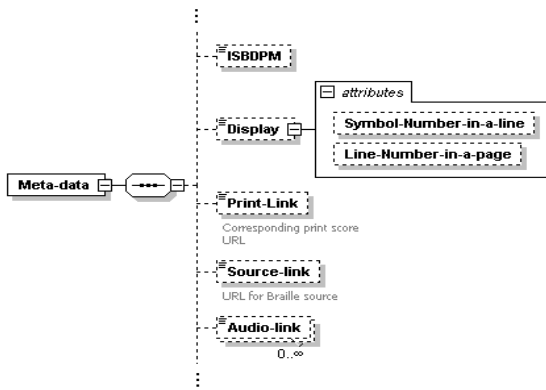 ISBDPM
attributes
Display
Symbol-Number-in-a-line
Line-Number-in-a-page
Meta-data
Print-Link
Corresponding print score
URL
Source-link
URL for Braille source
Audio-link
0..∞